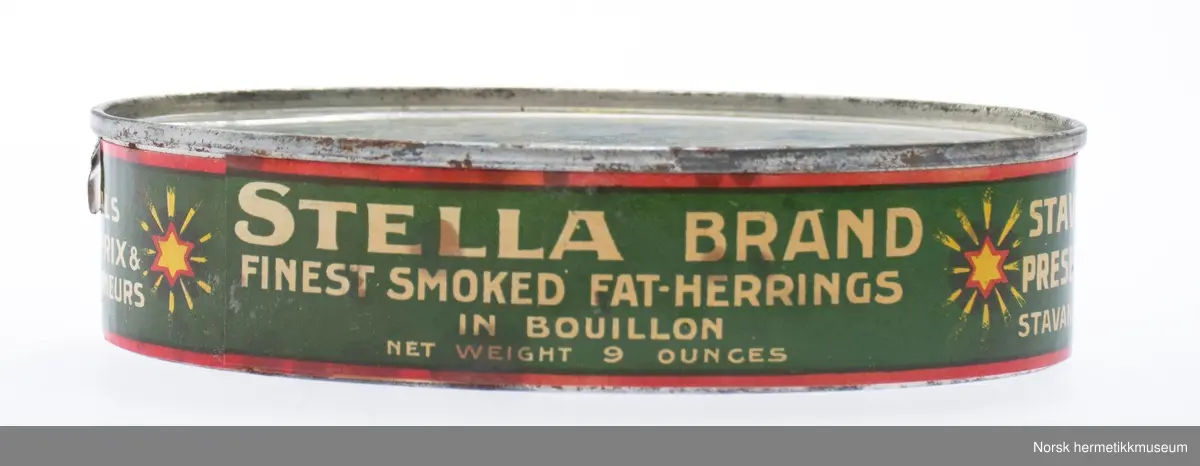 STELLA BRAND
FINEST SMOKED FAT-HERRINGS
IN BOUILLON
NET WEIGHT 9 OUNCES
Norsk hermetikkmuseum